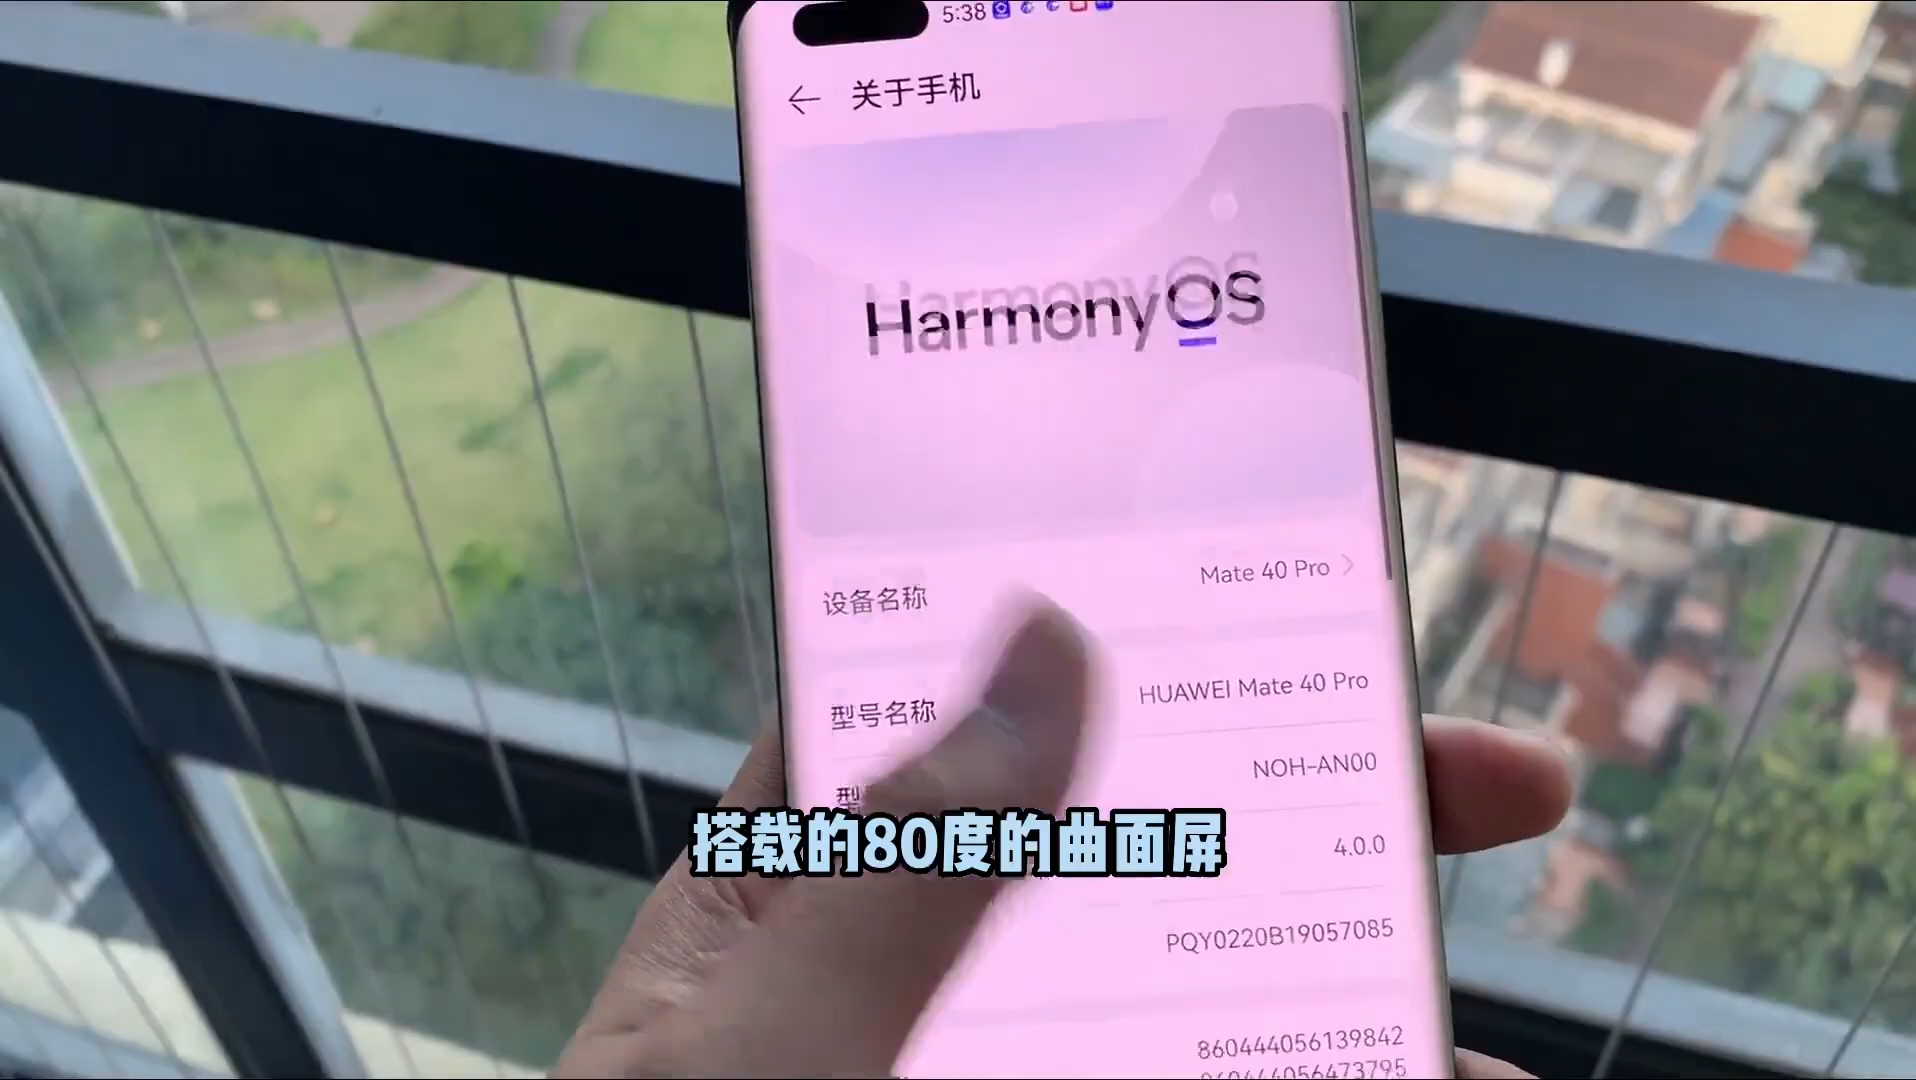 5:38
关于手机
HarmonyOS
设备名称
Mate 40 Pro
型号名称
HUAWEI Mate 40 Pro
型
NOH-AN00
搭载的80度的曲面屏
4.0.0
PQY0220B19057085
860444056139842
860444056473795